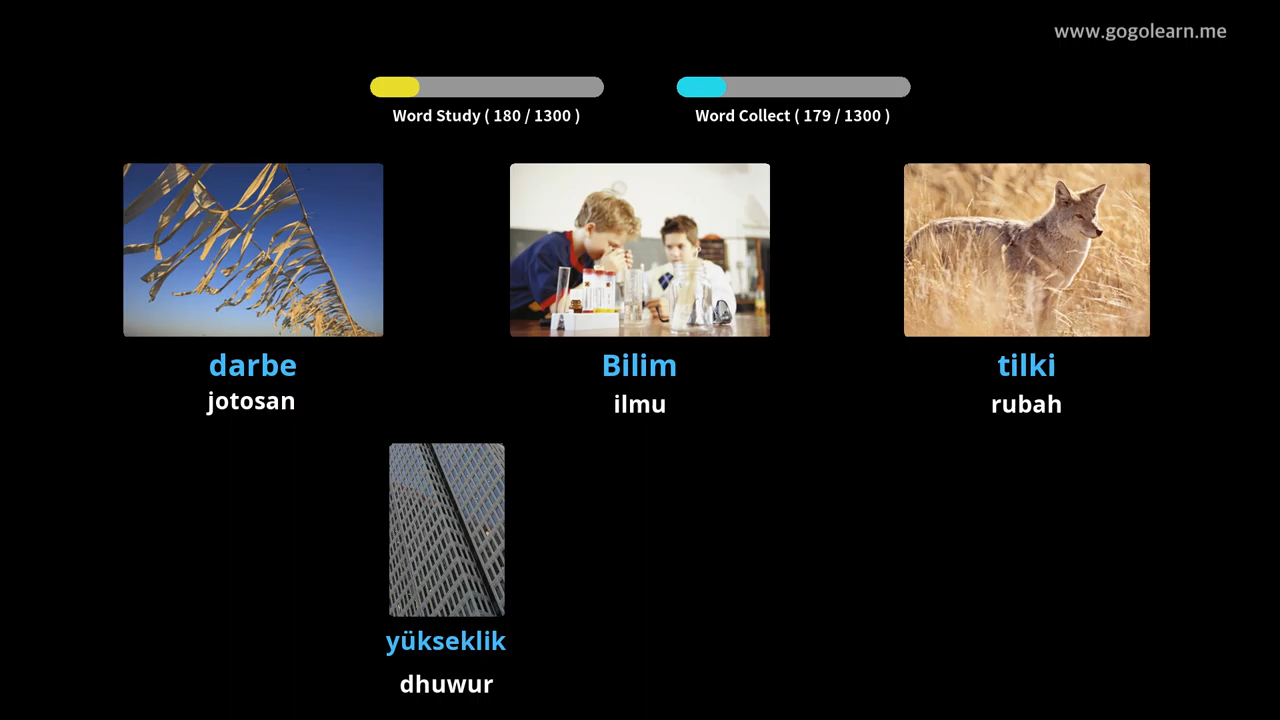 www.gogolearn.me
Word Study ( 180 / 1300 )
Word Collect ( 179 / 1300 )
darbe
jotosan
Bilim
ilmu
tilki
rubah
yükseklik
dhuwur